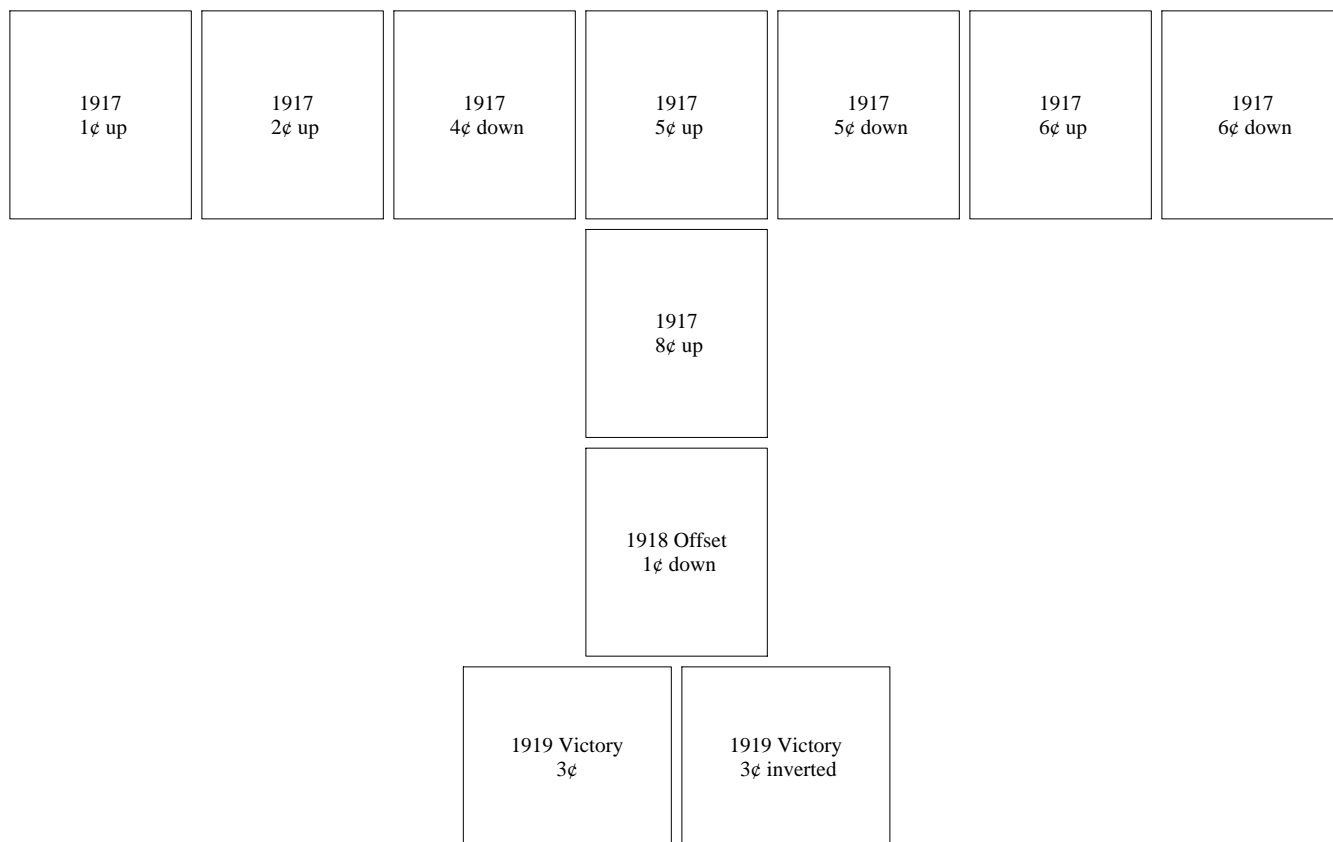 1917
1¢ up
1917
2¢ up
1917
4¢ down
1917
5¢ up
1917
5¢ down
1917
6¢ up
1917
6¢ down
1917
8¢ up
1918 Offset
1¢ down
1919 Victory
3¢
1919 Victory
3¢ inverted